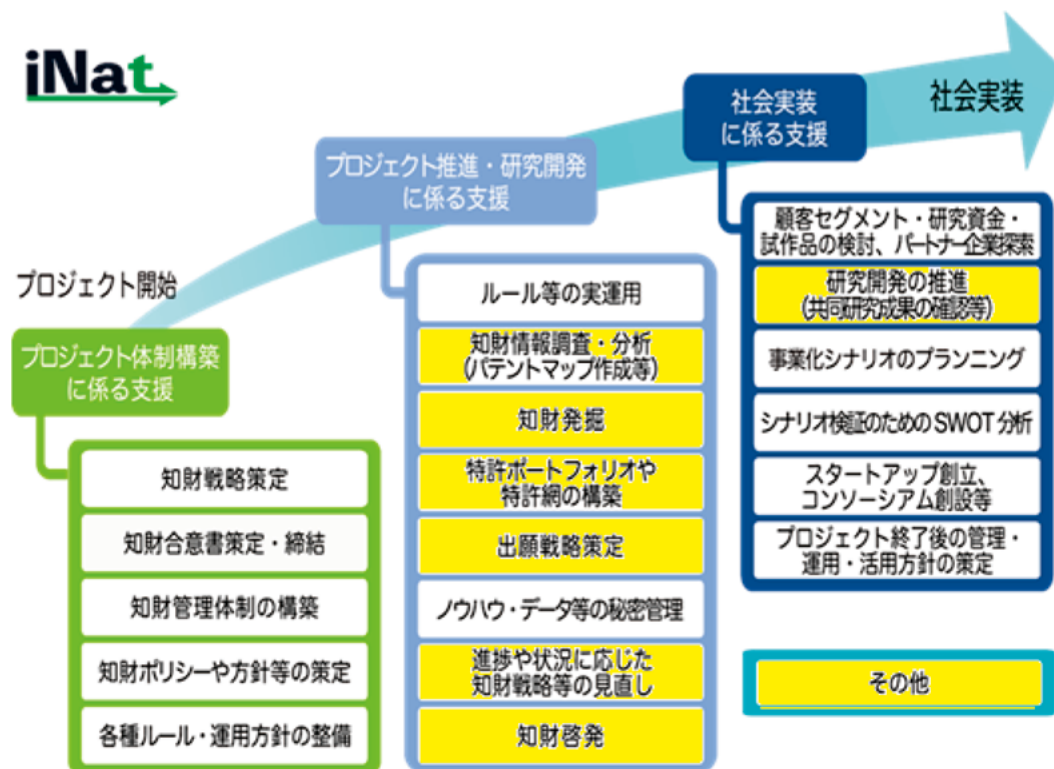 iNat
社会実装
社会実装
に係る支援
プロジェクト推進・研究開発
に係る支援
プロジェクト開始
プロジェクト体制構築
に係る支援
知財戦略策定
知財合意書策定・締結
知財管理体制の構築
知財ポリシーや方針等の策定
各種ルール・運用方針の整備
ルール等の実運用
知財情報調査・分析
(パテントマップ作成等)
知財発掘
特許ポートフォリオや
特許網の構築
出願戦略策定
ノウハウ・データ等の秘密管理
進捗や状況に応じた
知財戦略等の見直し
知財啓発
顧客セグメント・研究資金・
試作品の検討、パートナー企業探索
研究開発の推進
(共同研究成果の確認等)
事業化シナリオのプランニング
シナリオ検証のための SWOT 分析
スタートアップ創立、
コンソーシアム創設等
プロジェクト終了後の管理・
運用・活用方針の策定
その他